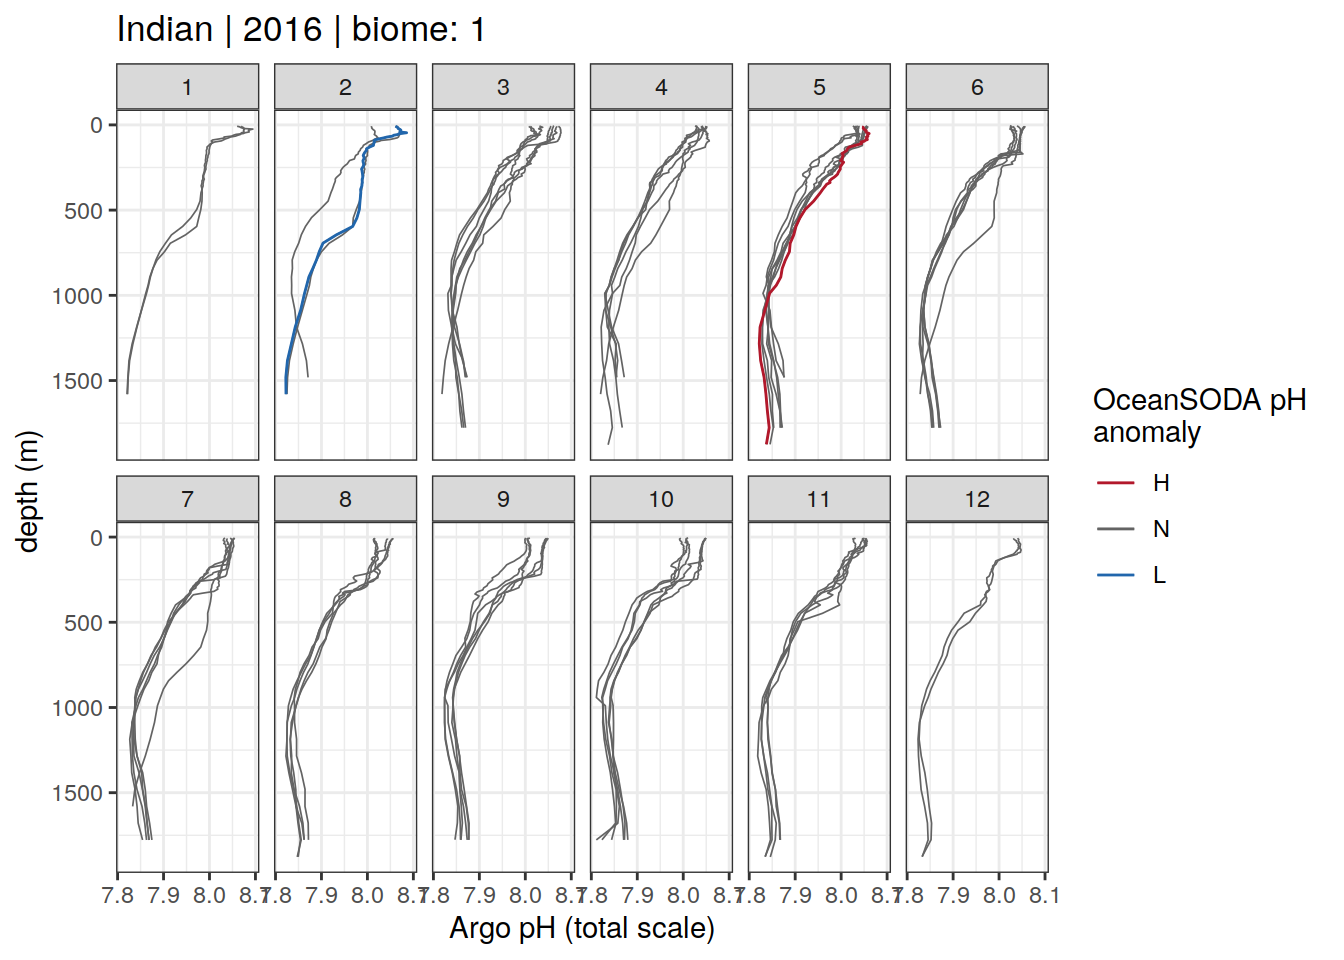 Indian | 2016 | biome: 1
1 2 3 4 5 6
0
500
1000
1500
7 8 9 10 11 12
0
500
1000
1500
7.8 7.9 8.0 8.1 7.8 7.9 8.0 8.1 7.8 7.9 8.0 8.1 7.8 7.9 8.0 8.1 7.8 7.9 8.0 8.1 7.8 7.9 8.0 8.1
depth (m)
Argo pH (total scale)
OceanSODA pH
anomaly
H
N
L